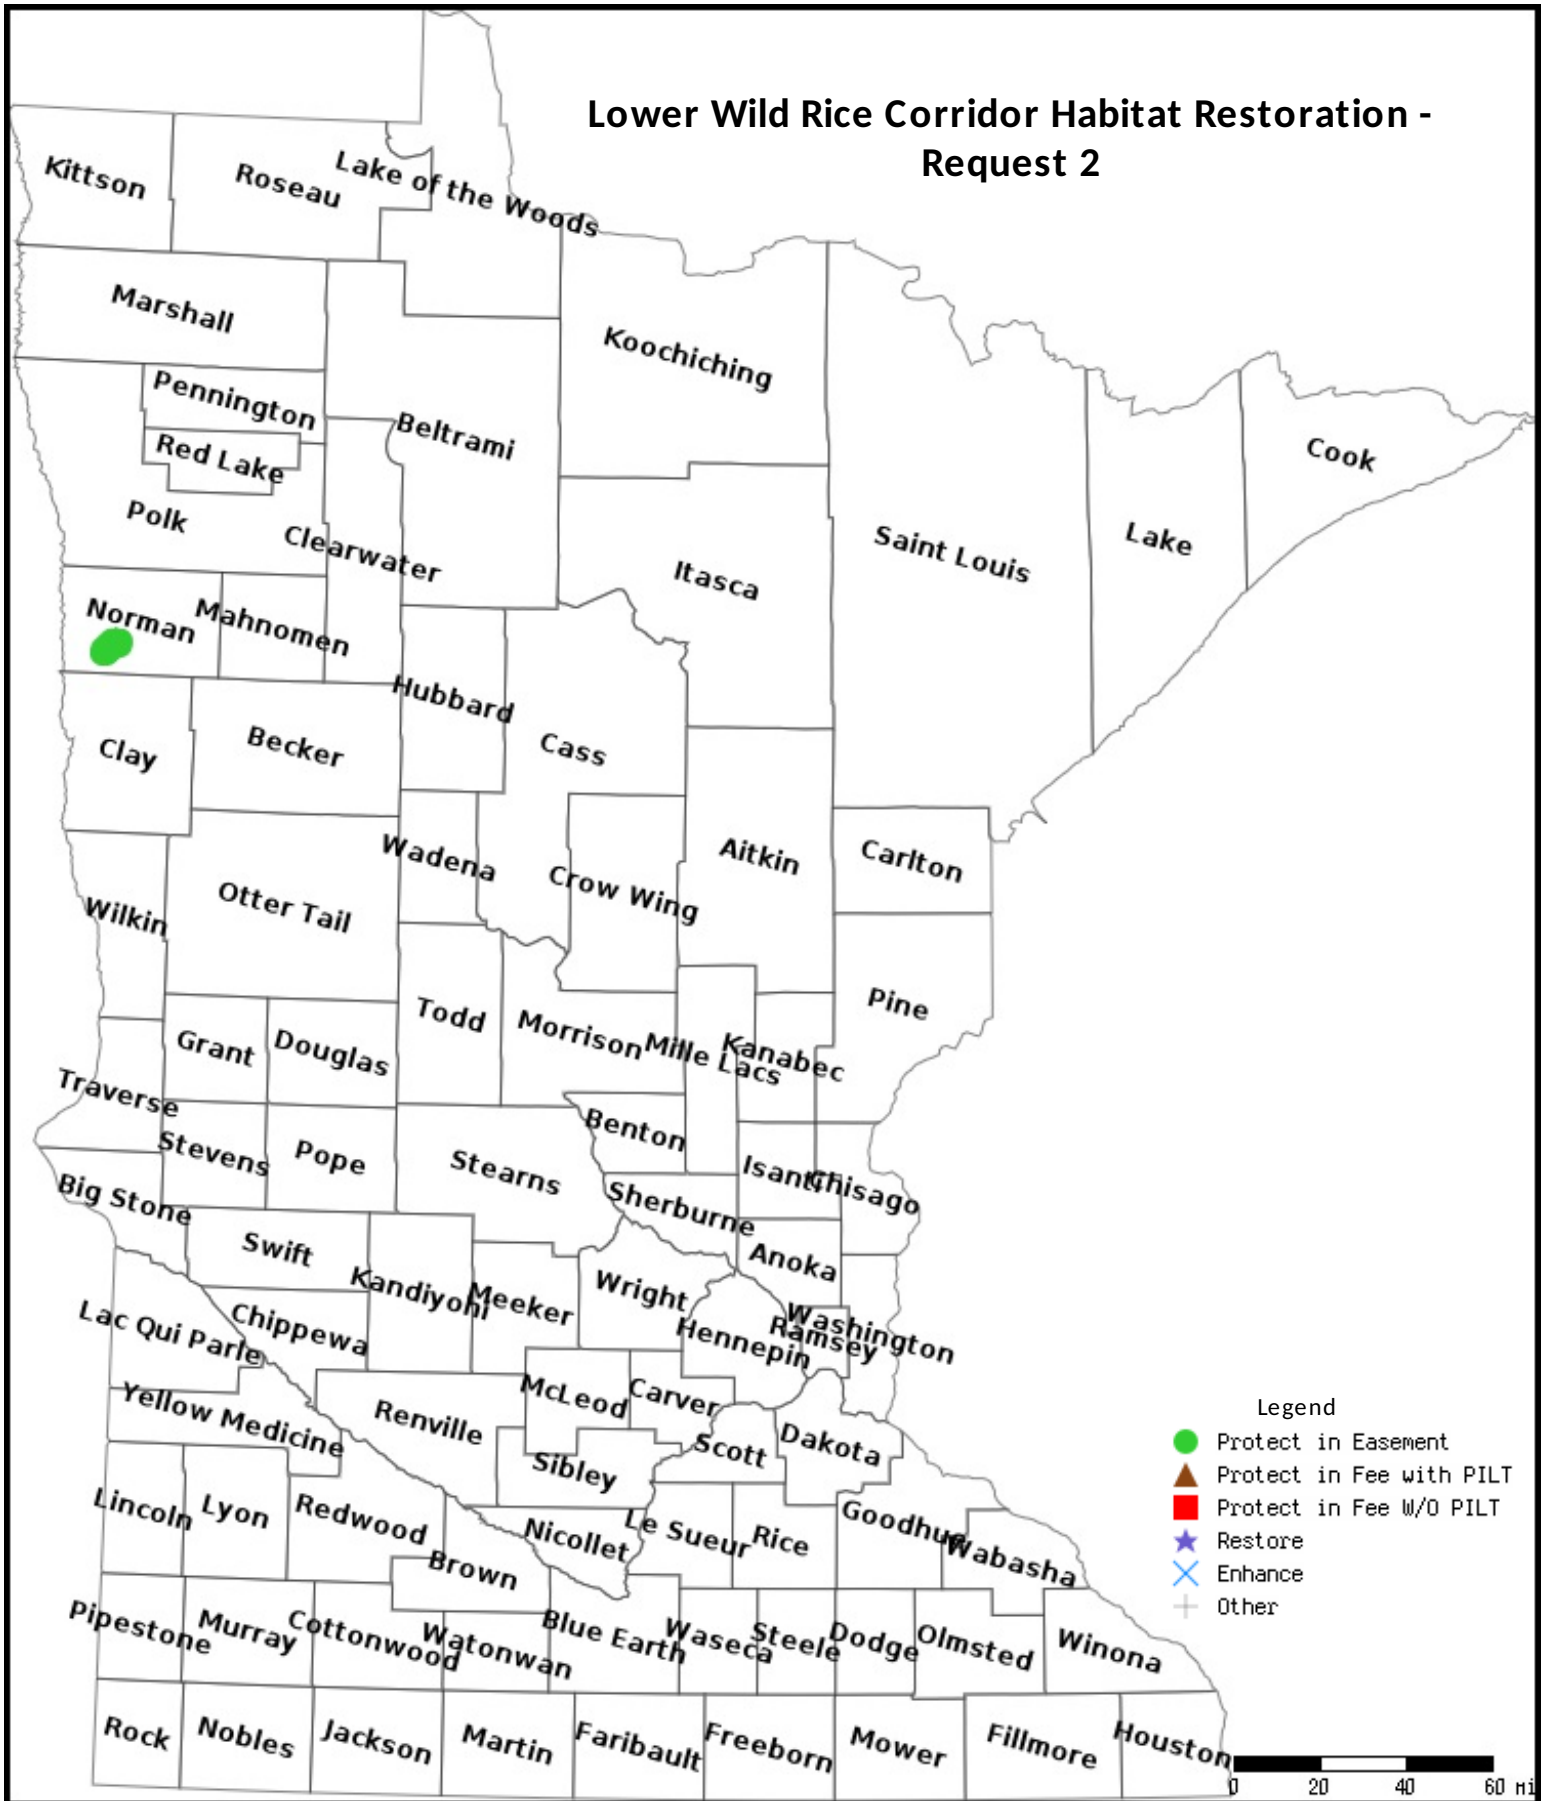 Lower Wild Rice Corridor Habitat Restoration -
Request 2
Kittson
Roseau
Lake of the Woods
Marshall
Koochiching
Pennington
Beltrami
Red Lake
Cook
Polk
Clearwater
Saint Louis
Lake
Itasca
Norman
Mahnomen
Hubbard
Clay
Becker
Cass
Wadena
Aitkin
Carlton
Otter Tail
Crow Wing
Wilkin
Pine
Todd
Morrison
Mille Lacs
Kanabec
Grant
Douglas
Traverse
Benton
Stevens
Pope
Stearns
Isanti
Chisago
Big Stone
Sherburne
Swift
Anoka
Kandiyohi
Meeker
Wright
Washington
Ramsey
Hennepin
Lac Qui Parle
Chippewa
McLeod
Carver
Yellow Medicine
Renville
Scott
Dakota
Sibley
Legend
Protect in Easement
Protect in Fee with PILT
Protect in Fee W/O PILT
Restore
Enhance
Other
Lincoln
Lyon
Redwood
Nicollet
Le Sueur
Rice
Goodhue
Wabasha
Brown
Pipestone
Murray
Cottonwood
Watonwan
Blue Earth
Waseca
Steele
Dodge
Olmsted
Winona
Rock
Nobles
Jackson
Martin
Faribault
Freeborn
Mower
Fillmore
Houston
0 20 40 60 mi